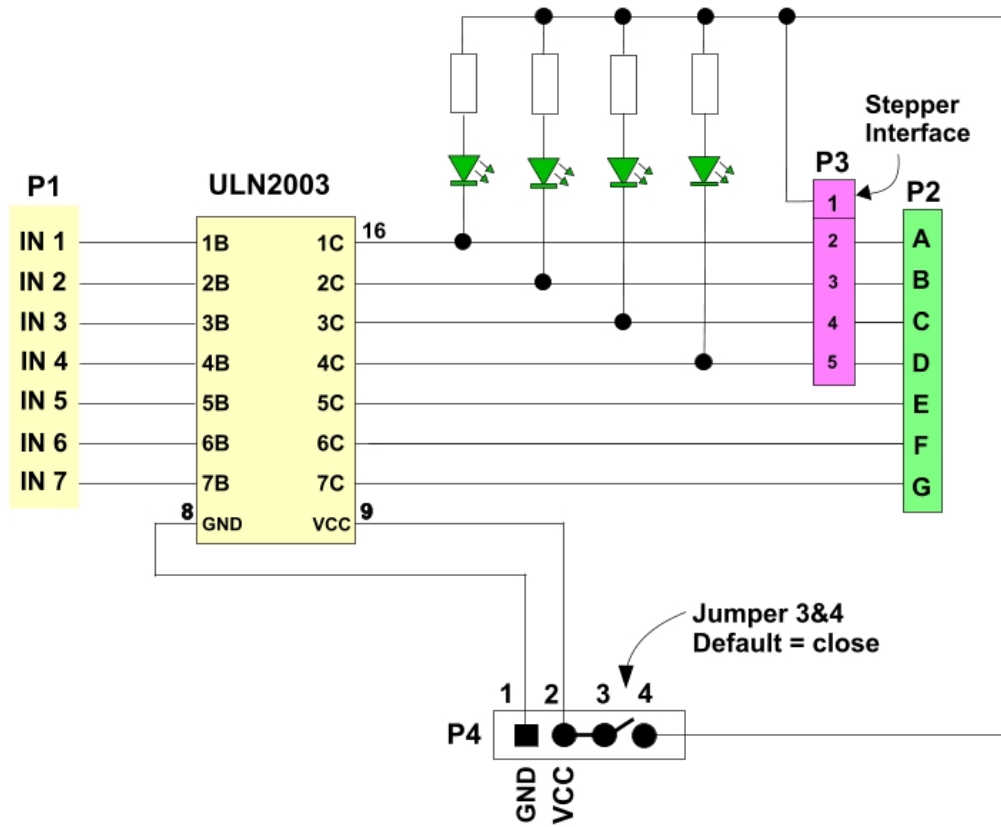 Stepper
Interface
P1
ULN2003
P3
P2
1
IN 1
1B
1C
16
2
A
IN 2
2B
2C
3
B
IN 3
3B
3C
4
C
IN 4
4B
4C
5
D
IN 5
5B
5C
E
IN 6
6B
6C
F
IN 7
7B
7C
G
8
GND
VCC
9
Jumper 3&4
Default = close
1
2
3
4
P4
GND
VCC